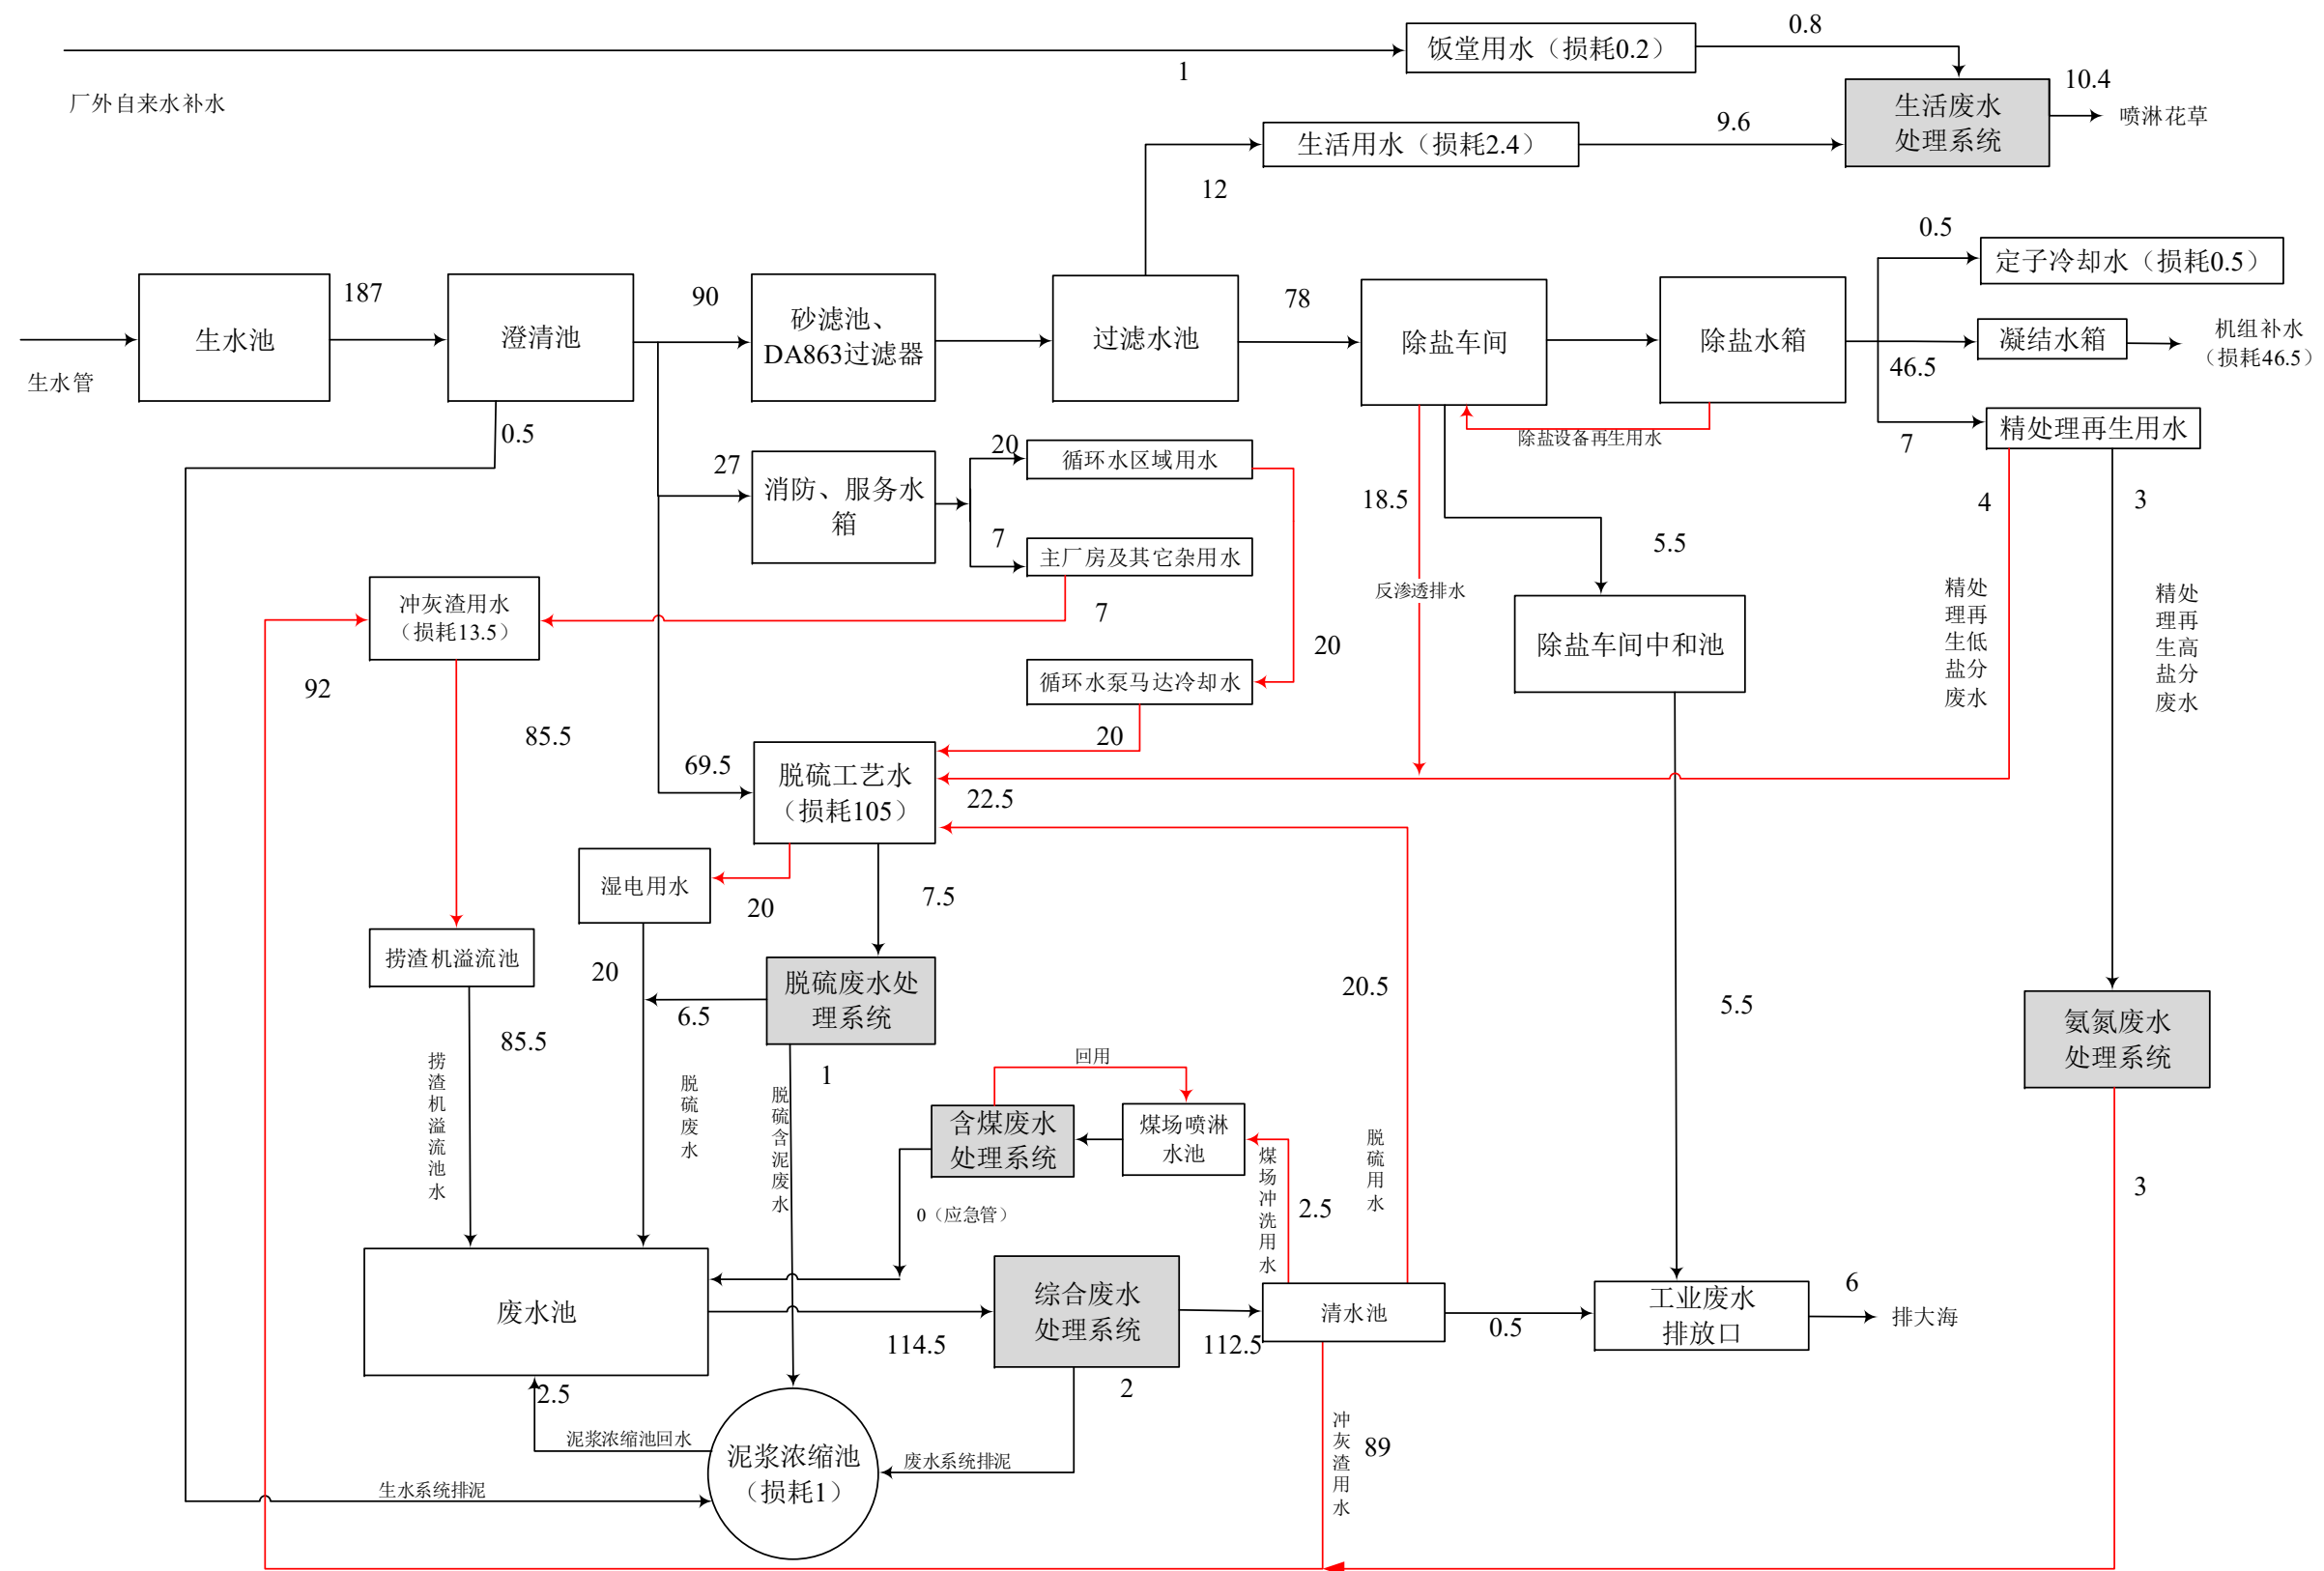 0.8
饭堂用水（损耗0.2）
1
10.4
厂外自来水补水
生活废水
处理系统
喷淋花草
9.6
生活用水（损耗2.4）
12
0.5
定子冷却水（损耗0.5）
187
90
78
生水池
澄清池
砂滤池、
DA863过滤器
过滤水池
除盐车间
除盐水箱
凝结水箱
机组补水
（损耗46.5）
46.5
生水管
0.5
20
循环水区域用水
除盐设备再生用水
精处理再生用水
7
27
消防、服务水
箱
18.5
4
3
7
主厂房及其它杂用水
5.5
反渗透排水
冲灰渣用水
（损耗13.5）
7
精处
理再
生低
盐分
废水
精处
理再
生高
盐分
废水
除盐车间中和池
20
92
循环水泵马达冷却水
85.5
20
69.5
脱硫工艺水
（损耗105）
22.5
湿电用水
20
7.5
捞渣机溢流池
20
脱硫废水处
理系统
6.5
20.5
5.5
氨氮废水
处理系统
85.5
捞
渣
机
溢
流
池
水
脱
硫
废
水
1
脱
硫
含
泥
废
水
回用
含煤废水
处理系统
煤场喷淋
水池
煤
场
冲
洗
用
水
2.5
脱
硫
用
水
3
0（应急管）
废水池
114.5
综合废水
处理系统
112.5
清水池
0.5
工业废水
排放口
6
排大海
2.5
2
泥浆浓缩池回水
泥浆浓缩池
（损耗1）
废水系统排泥
冲
灰
渣
用
水
89
生水系统排泥